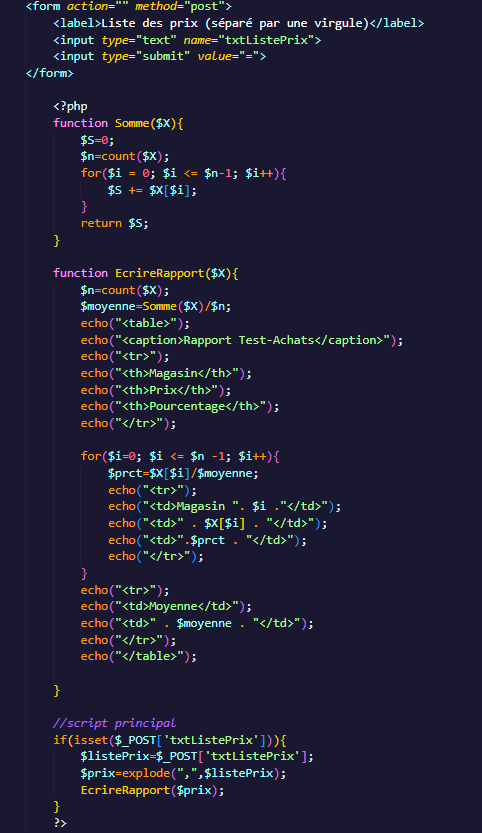 <form action="" method="post">
<label>Liste des prix (séparé par une virgule)</label>
<input type="text" name="txtListePrix">
<input type="submit" value="=">
</form>
<?php
function Somme($X){
$S=0;
$n=count($X);
for($i = 0; $i <= $n-1; $i++){
$S += $X[$i];
}
return $S;
}
function EcrireRapport($X){
$n=count($X);
$moyenne=Somme($X)/$n;
echo("<table>");
echo("<caption>Rapport Test-Achats</caption>");
echo("<tr>");
echo("<th>Magasin</th>");
echo("<th>Prix</th>");
echo("<th>Pourcentage</th>");
echo("</tr>");
for($i=0; $i <= $n -1; $i++){
$prct=$X[$i]/$moyenne;
echo("<tr>");
echo("<td>Magasin ". $i ."</td>");
echo("<td>" . $X[$i] . "</td>");
echo("<td>".$prct . "</td>");
echo("</tr>");
}
echo("<tr>");
echo("<td>Moyenne</td>");
echo("<td>" . $moyenne . "</td>");
echo("</tr>");
echo("</table>");
}
//script principal
if(isset($_POST['txtListePrix'])){
$listePrix=$_POST['txtListePrix'];
$prix=explode(",",$listePrix);
EcrireRapport($prix);
}
?>